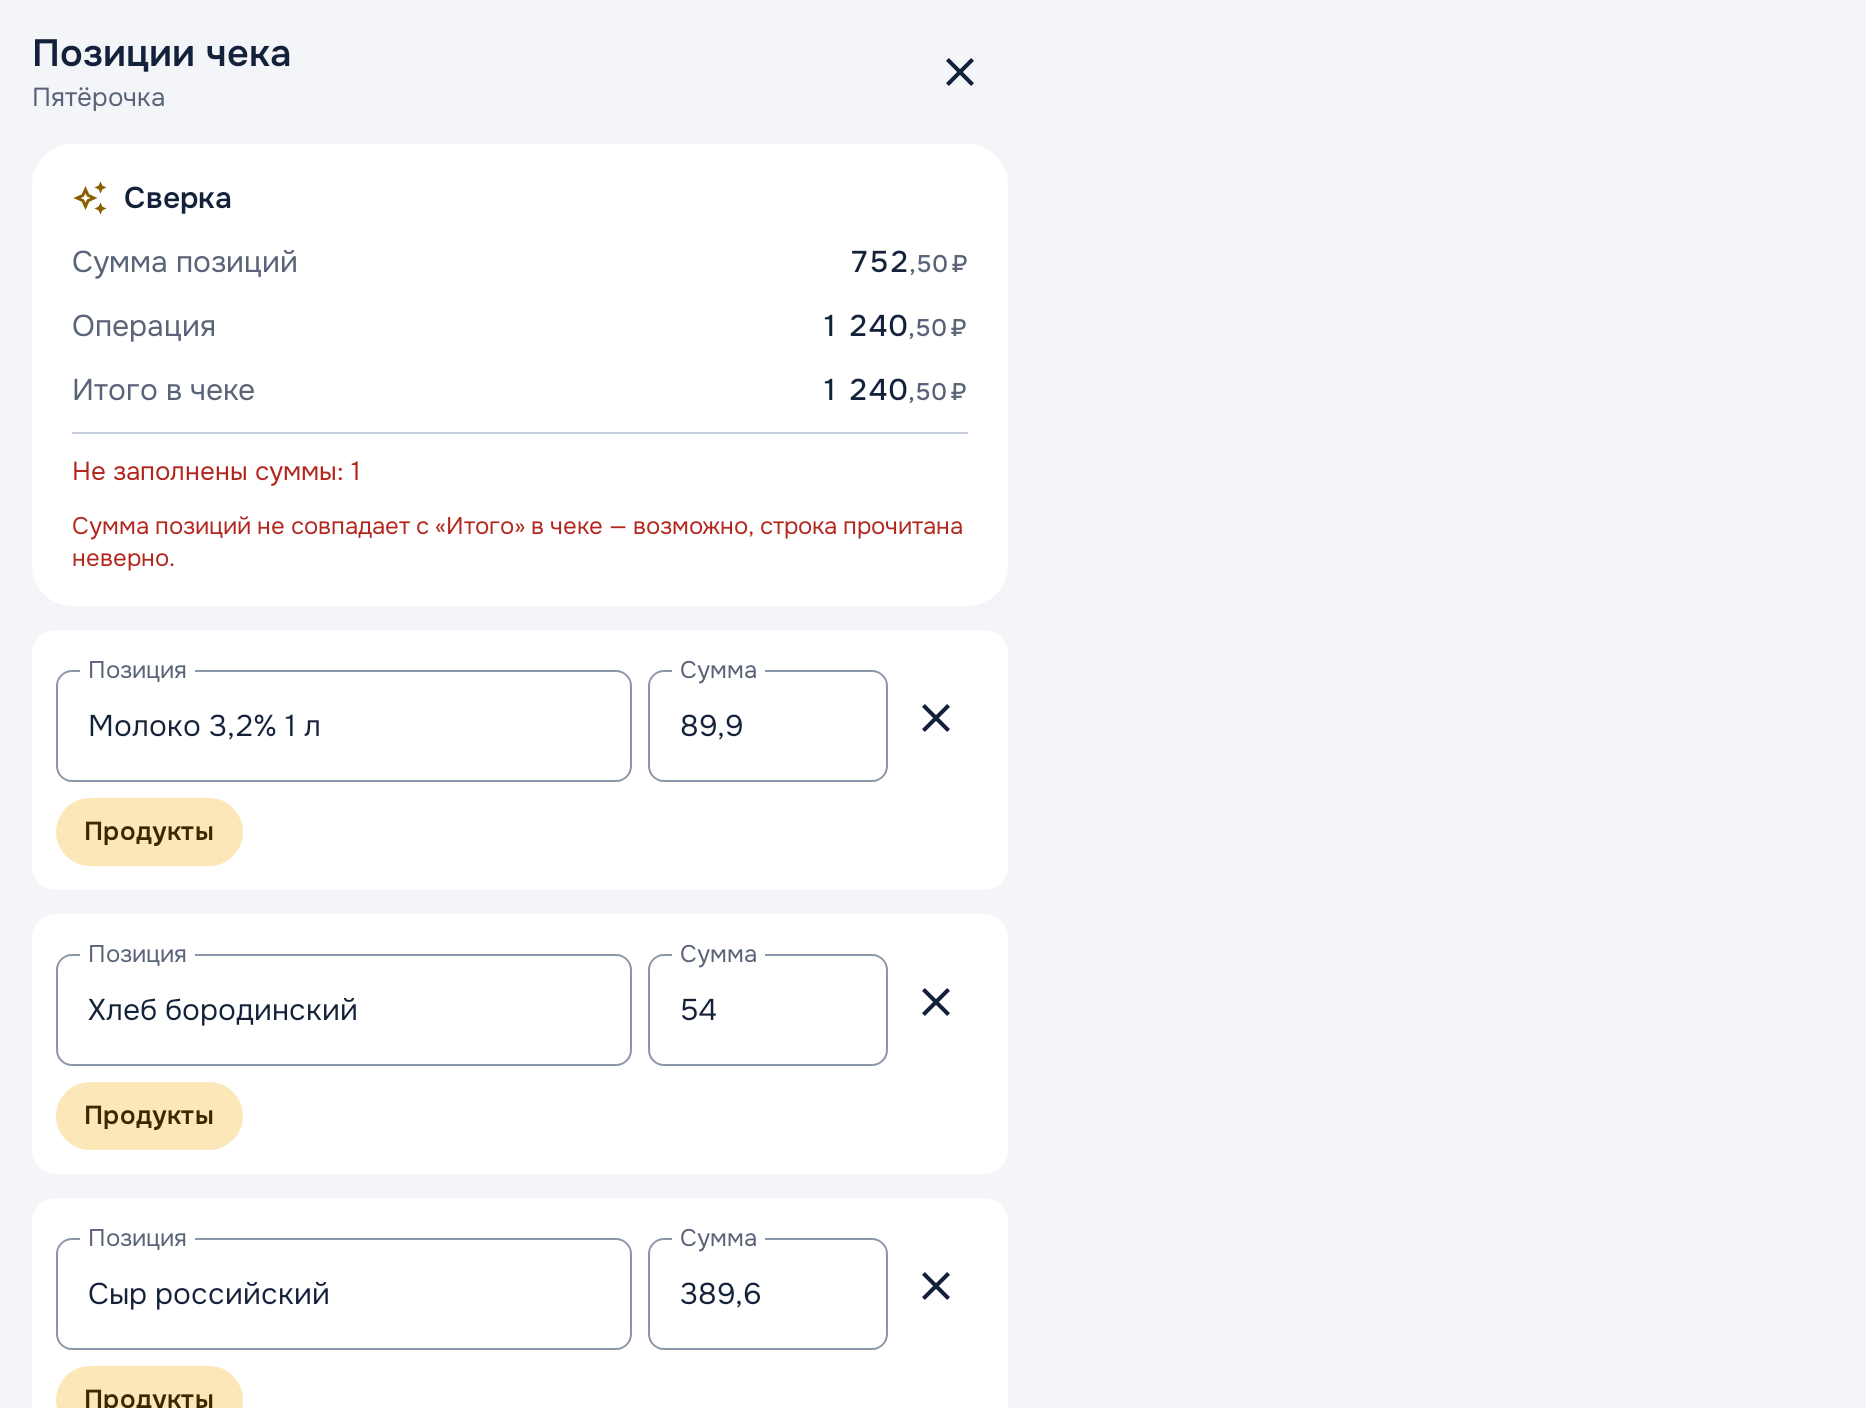 Позиции чека
Пятёрочка
Сверка
Сумма позиций 752,50 ₽
Операция 1 240,50 ₽
Итого в чеке 1 240,50 ₽
Не заполнены суммы: 1
Сумма позиций не совпадает с «Итого» в чеке — возможно, строка прочитана
неверно.
Позиция Сумма
Молоко 3,2% 1 л 89,9
Продукты
Позиция Сумма
Хлеб бородинский 54
Продукты
Позиция Сумма
Сыр российский 389,6
Продукты